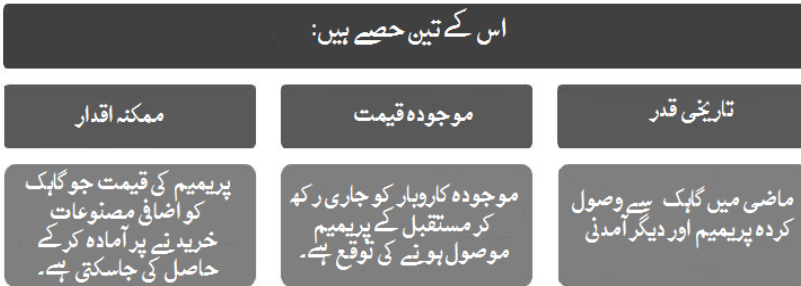 اس کے تین حصے ہیں:
تاریخی قدر
موجودہ قیمت
ممکنہ اقدار
ماضی میں گاہک سے وصول
کردہ پریمیم اور دیگر آمدنی
موجودہ کاروبار کو جاری رکھ
کر مستقبل کے پریمیم
موصول ہونے کی توقع ہے۔
پریمیم کی قیمت جو گاہک
کو اضافی مصنوعات
خریدنے پر آمادہ کرکے
حاصل کی جاسکتی ہے۔